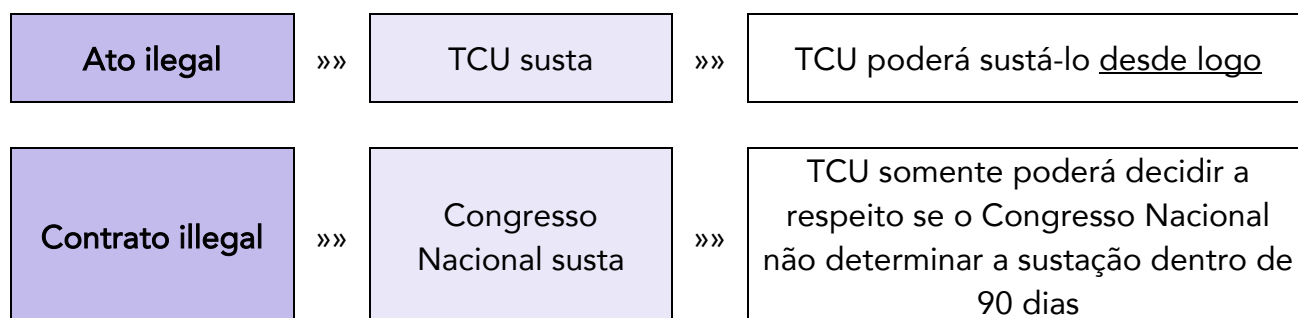 Ato ilegal »» TCU susta »» TCU poderá sustá-lo desde logo
Contrato illegal »» Congresso
Nacional susta »» TCU somente poderá decidir a
respeito se o Congresso Nacional
não determinar a sustação dentro de
90 dias